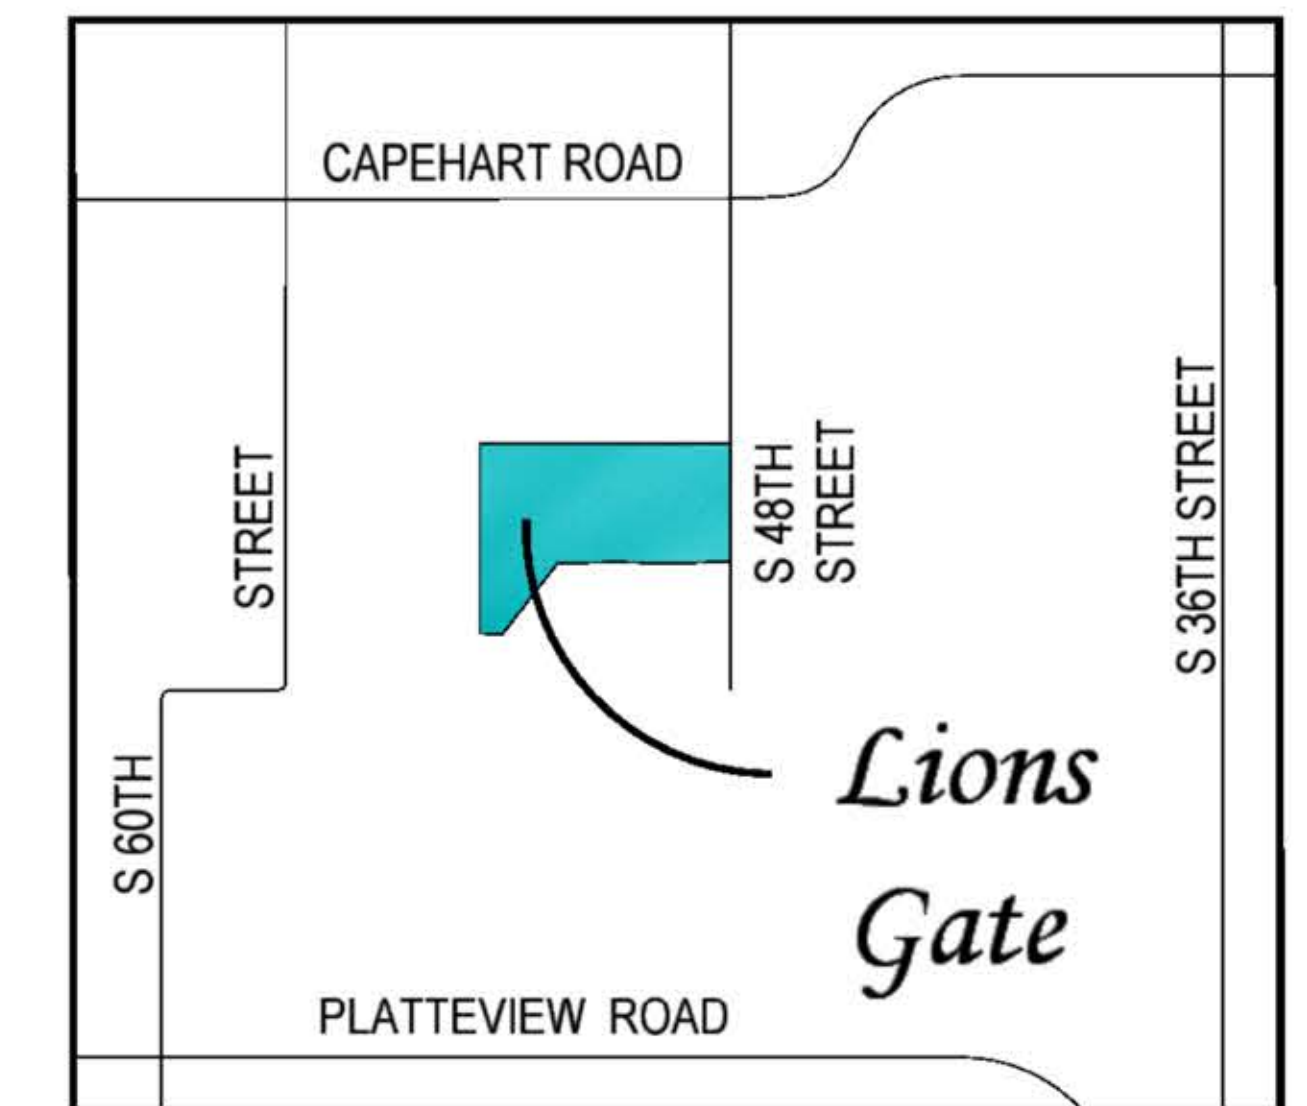 CAPEHART ROAD
S 60TH
STREET
S 48TH
STREET
S 36TH STREET
Lions
Gate
PLATTEVIEW ROAD